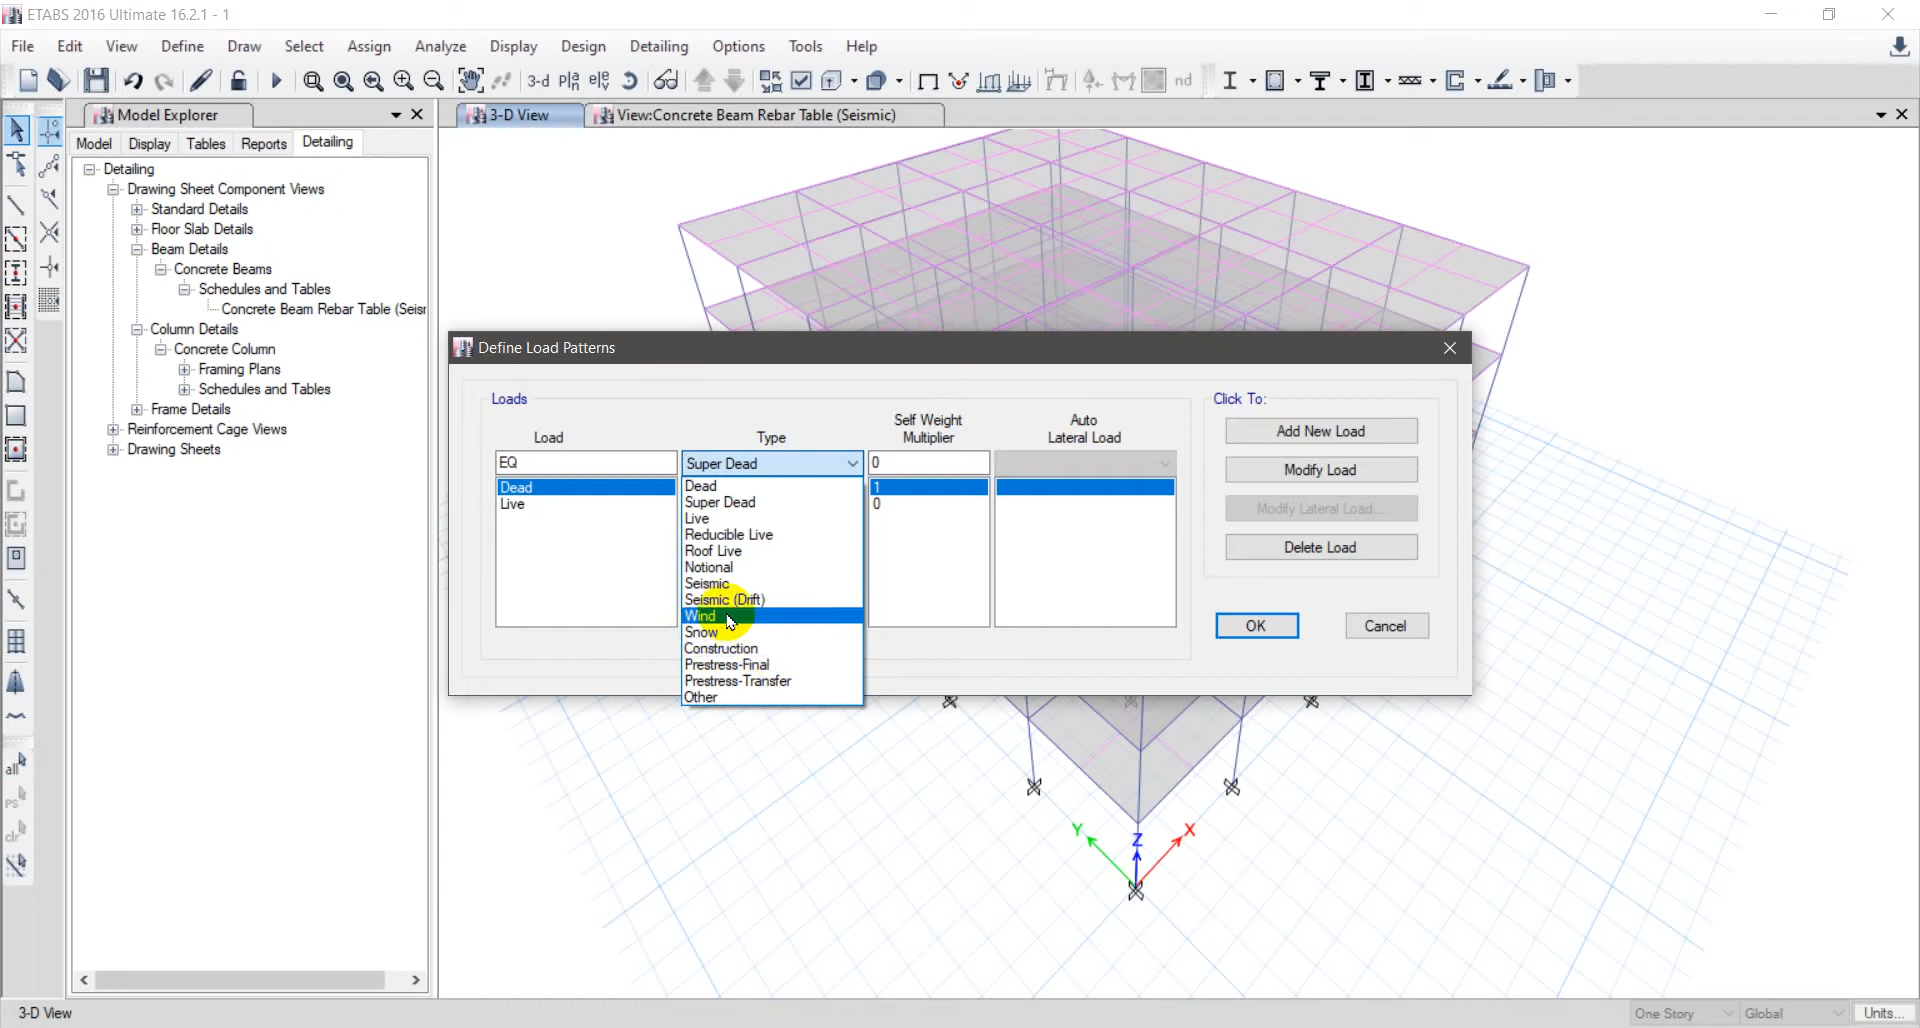 ETABS 2016 Ultimate 16.2.1 - 1
File Edit View Define Draw Select Assign Analyze Display Design Detailing Options Tools Help
3-d nd
Model Explorer
3-D View
View:Concrete Beam Rebar Table (Seismic)
Model Display Tables Reports Detailing
Detailing
Drawing Sheet Component Views
Standard Details
Floor Slab Details
Beam Details
Concrete Beams
Schedules and Tables
Concrete Beam Rebar Table (Seisr
Column Details
Concrete Column
Framing Plans
Schedules and Tables
Frame Details
Reinforcement Cage Views
Drawing Sheets
all
ps
clr
Define Load Patterns
Loads
Load
Type
Self Weight
Multiplier
Auto
Lateral Load
EQ
Super Dead
0
Dead
1
Live
0
Dead
Super Dead
Live
Reducible Live
Roof Live
Notional
Seismic
Seismic (Drift)
Wind
Snow
Construction
Prestress-Final
Prestress-Transfer
Other
Click To:
Add New Load
Modify Load
Modify Lateral Load...
Delete Load
OK
Cancel
Y
Z
X
3-D View
One Story
Global
Units...